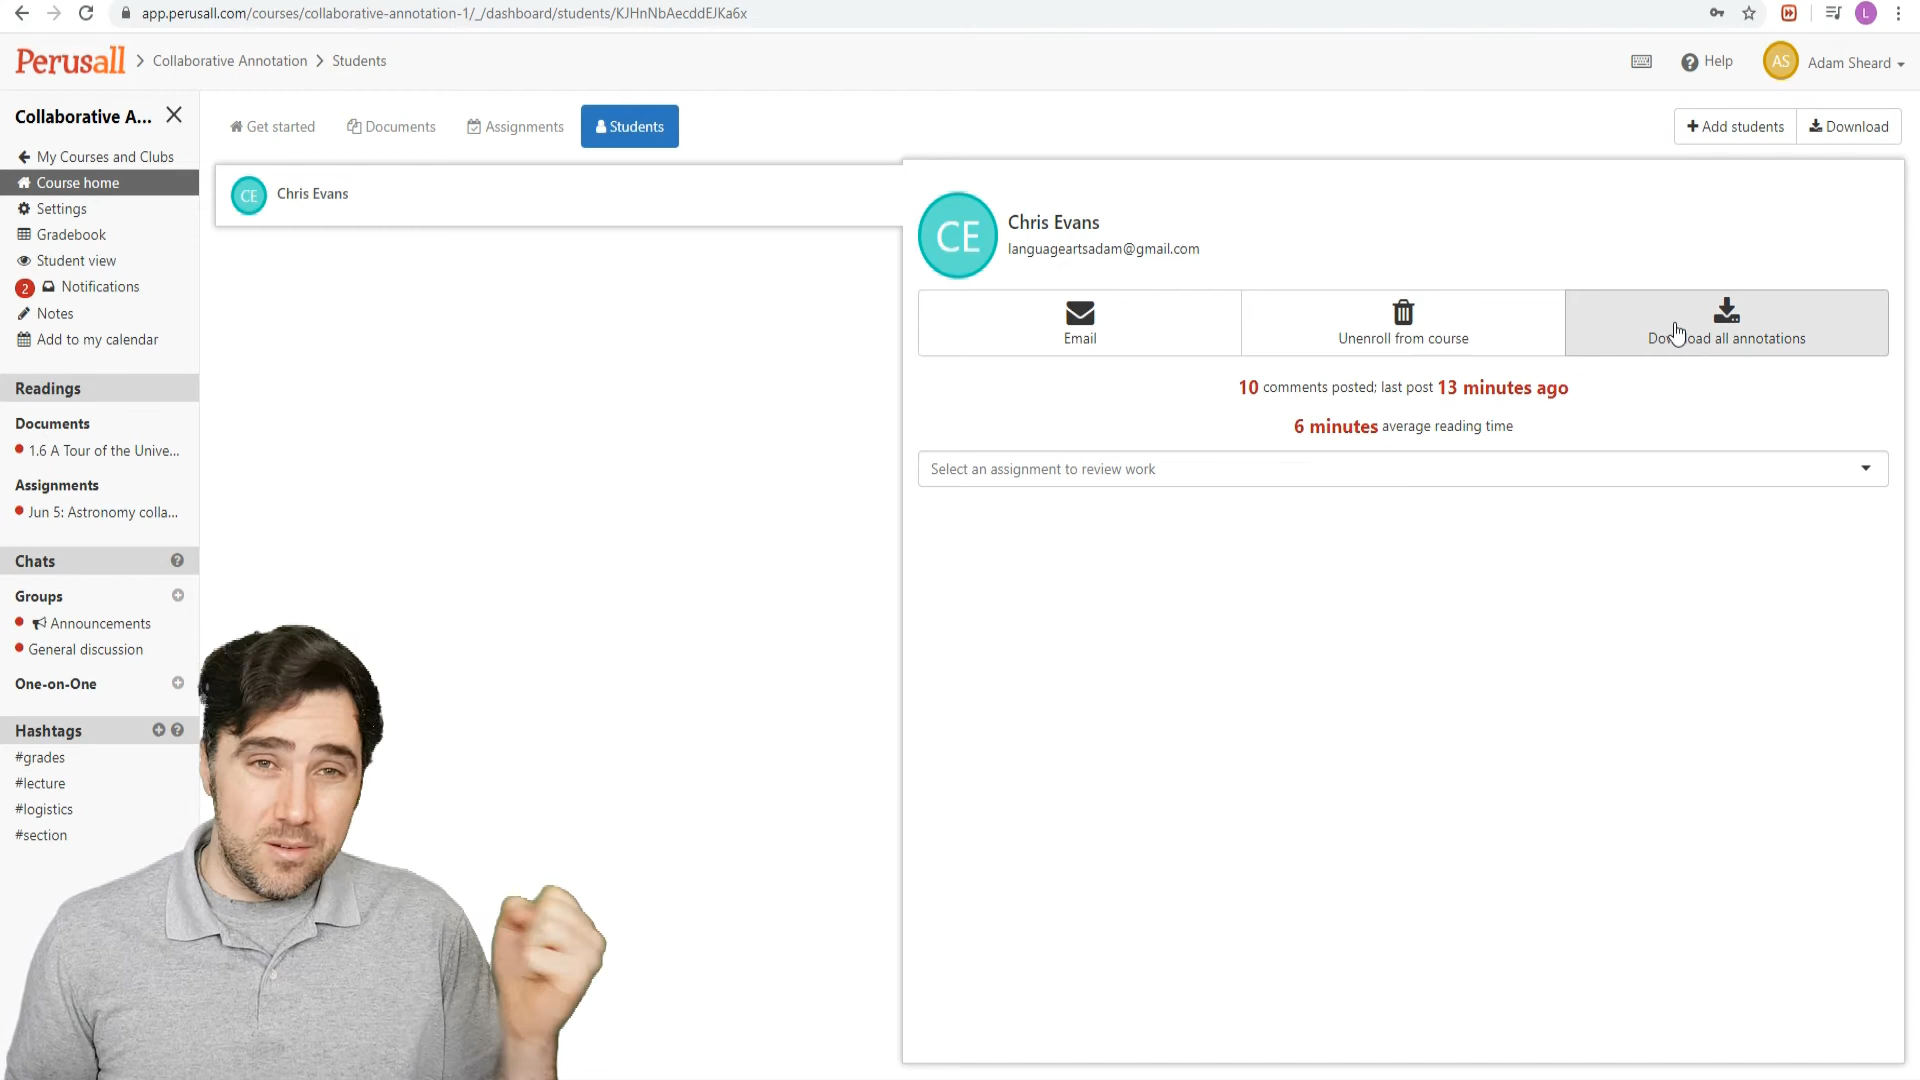 app.perusall.com/courses/collaborative-annotation-1/_/dashboard/students/KJHnNbAecddEJKa6x
L
Perusall > Collaborative Annotation > Students
Help
AS
Adam Sheard
Collaborative A...
My Courses and Clubs
Course home
Settings
Gradebook
Student view
2 Notifications
Notes
Add to my calendar
Readings
Documents
1.6 A Tour of the Unive...
Assignments
Jun 5: Astronomy colla...
Chats
Groups
Announcements
General discussion
One-on-One
Hashtags
#grades
#lecture
#logistics
#section
Get started
Documents
Assignments
Students
+ Add students
Download
CE
Chris Evans
CE
Chris Evans
languageartsadam@gmail.com
Email
Unenroll from course
Download all annotations
10 comments posted; last post 13 minutes ago
6 minutes average reading time
Select an assignment to review work